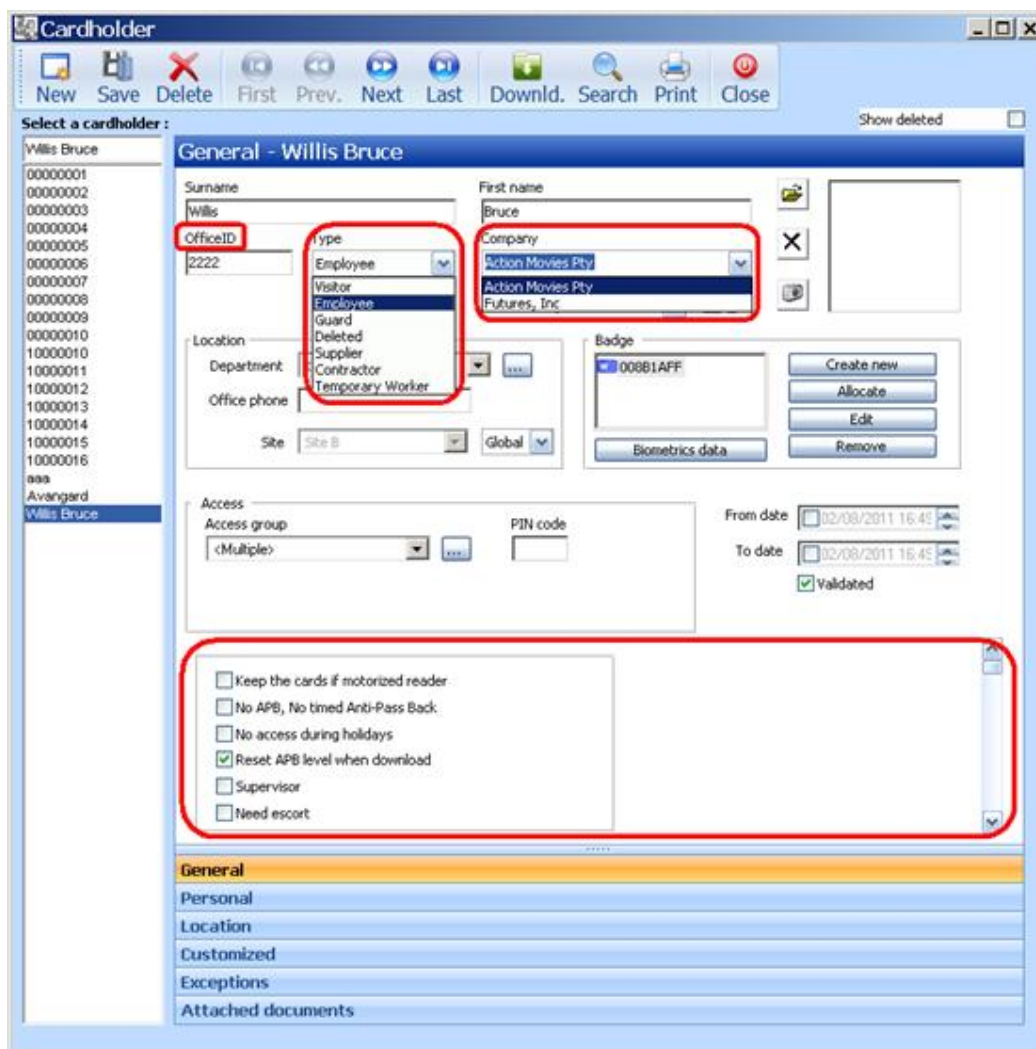 Cardholder
New Save Delete First Prev. Next Last Downld. Search Print Close
Select a cardholder :
Show deleted
Willis Bruce
00000001
00000002
00000003
00000004
00000005
00000006
00000007
00000008
00000009
00000010
10000010
10000011
10000012
10000013
10000014
10000015
10000016
aaa
Avangard
Willis Bruce
General - Willis Bruce
Surname
Willis
First name
Bruce
OfficeID
2222
Type
Employee
Visitor
Employee
Guard
Deleted
Supplier
Contractor
Temporary Worker
Company
Action Movies Pty
Action Movies Pty
Futures, Inc
Location
Department
...
Office phone
Site Site B Global
Badge
008B1AFF
Create new
Allocate
Edit
Remove
Biometrics data
Access
Access group
<Multiple>
...
PIN code
From date 02/08/2011 16:45
To date 02/08/2011 16:45
Validated
Keep the cards if motorized reader
No APB, No timed Anti-Pass Back
No access during holidays
Reset APB level when download
Supervisor
Need escort
General
Personal
Location
Customized
Exceptions
Attached documents